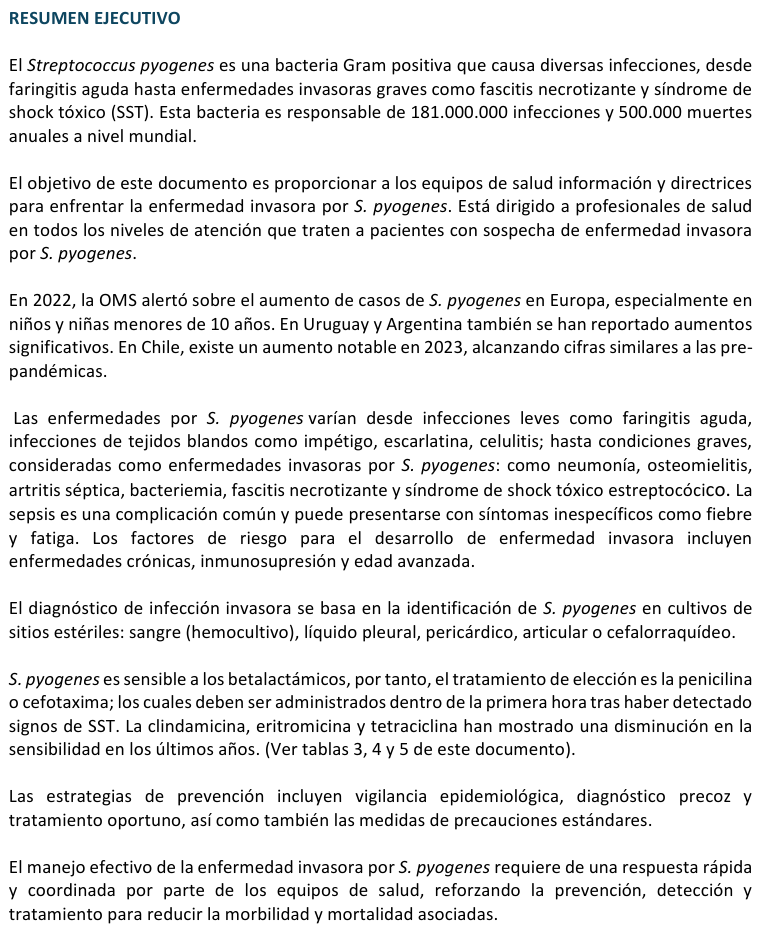 RESUMEN EJECUTIVO
El Streptococcus pyogenes es una bacteria Gram positiva que causa diversas infecciones, desde
faringitis aguda hasta enfermedades invasoras graves como fascitis necrotizante y síndrome de
shock tóxico (SST). Esta bacteria es responsable de 181.000.000 infecciones y 500.000 muertes
anuales a nivel mundial.
El objetivo de este documento es proporcionar a los equipos de salud información y directrices
para enfrentar la enfermedad invasora por S. pyogenes. Está dirigido a profesionales de salud
en todos los niveles de atención que traten a pacientes con sospecha de enfermedad invasora
por S. pyogenes.
En 2022, la OMS alertó sobre el aumento de casos de S. pyogenes en Europa, especialmente en
niños y niñas menores de 10 años. En Uruguay y Argentina también se han reportado aumentos
significativos. En Chile, existe un aumento notable en 2023, alcanzando cifras similares a las pre-
pandémicas.
Las enfermedades por S. pyogenes varían desde infecciones leves como faringitis aguda,
infecciones de tejidos blandos como impétigo, escarlatina, celulitis; hasta condiciones graves,
consideradas como enfermedades invasoras por S. pyogenes: como neumonía, osteomielitis,
artritis séptica, bacteriemia, fascitis necrotizante y síndrome de shock tóxico estreptocócico. La
sepsis es una complicación común y puede presentarse con síntomas inespecíficos como fiebre
y fatiga. Los factores de riesgo para el desarrollo de enfermedad invasora incluyen
enfermedades crónicas, inmunosupresión y edad avanzada.
El diagnóstico de infección invasora se basa en la identificación de S. pyogenes en cultivos de
sitios estériles: sangre (hemocultivo), líquido pleural, pericárdico, articular o cefalorraquídeo.
S. pyogenes es sensible a los betalactámicos, por tanto, el tratamiento de elección es la penicilina
o cefotaxima; los cuales deben ser administrados dentro de la primera hora tras haber detectado
signos de SST. La clindamicina, eritromicina y tetraciclina han mostrado una disminución en la
sensibilidad en los últimos años. (Ver tablas 3, 4 y 5 de este documento).
Las estrategias de prevención incluyen vigilancia epidemiológica, diagnóstico precoz y
tratamiento oportuno, así como también las medidas de precauciones estándares.
El manejo efectivo de la enfermedad invasora por S. pyogenes requiere de una respuesta rápida
y coordinada por parte de los equipos de salud, reforzando la prevención, detección y
tratamiento para reducir la morbilidad y mortalidad asociadas.